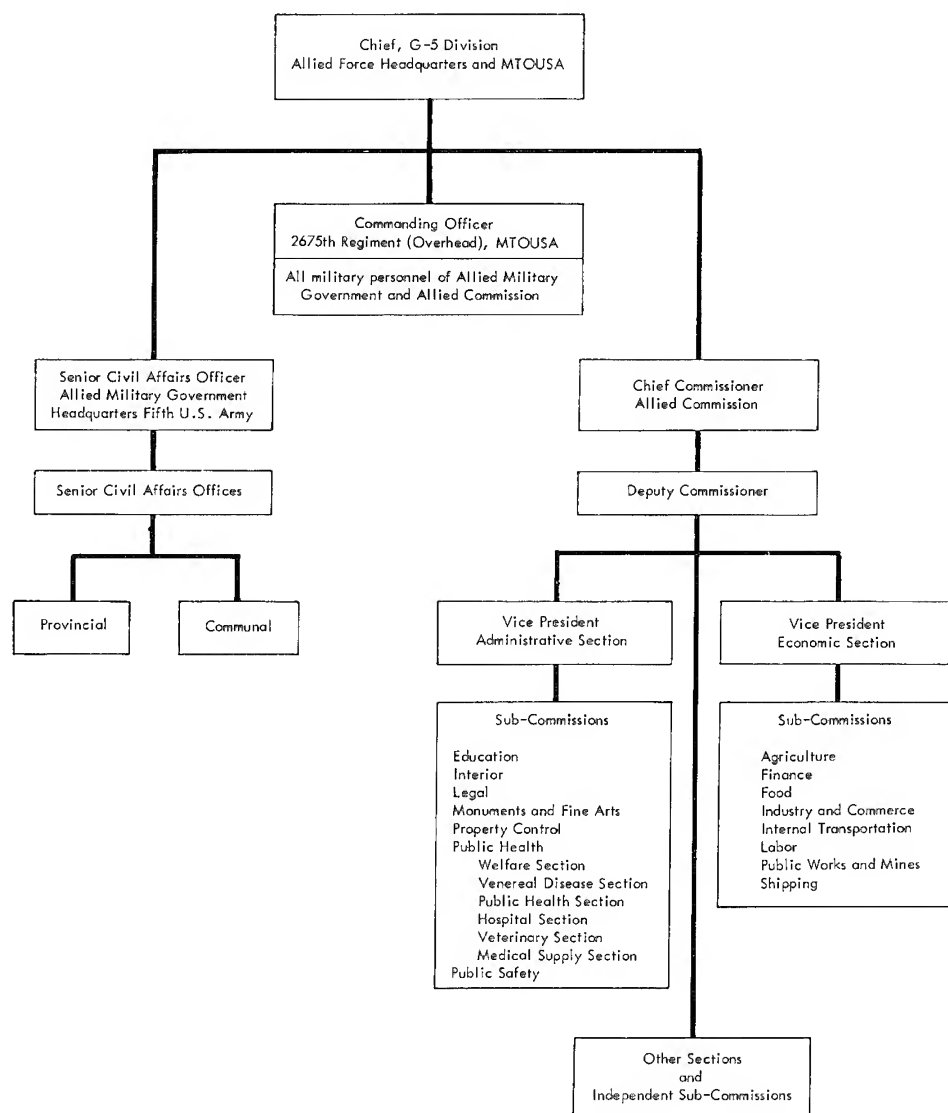 Chief, G-5 Division
Allied Force Headquarters and MTOUSA
Commanding Officer
2675th Regiment (Overhead), MTOUSA
All military personnel of Allied Military
Government and Allied Commission
Senior Civil Affairs Officer
Allied Military Government
Headquarters Fifth U.S. Army
Chief Commissioner
Allied Commission
Senior Civil Affairs Offices
Deputy Commissioner
Provincial
Communal
Vice President
Administrative Section
Vice President
Economic Section
Sub-Commissions
Education
Interior
Legal
Monuments and Fine Arts
Property Control
Public Health
Welfare Section
Venereal Disease Section
Public Health Section
Hospital Section
Veterinary Section
Medical Supply Section
Public Safety
Sub-Commissions
Agriculture
Finance
Food
Industry and Commerce
Internal Transportation
Labor
Public Works and Mines
Shipping
Other Sections
and
Independent Sub-Commissions